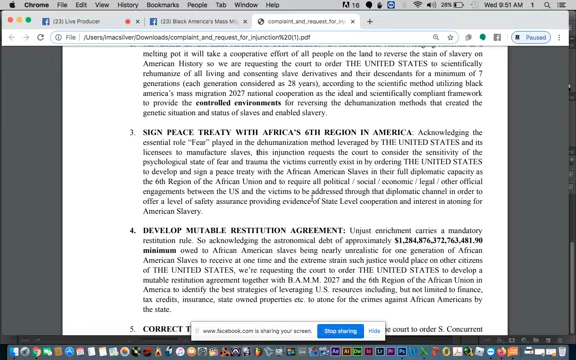 Chrome File Edit View History Bookmarks People Tab Window Help
16
28%
Wed 9:51 AM
(3) Live Producer
(3) Black America's Mass Mig
complaint_and_request_for_inj
File | /Users/imacsilver/Downloads/complaint_and_request_for_injunction%20(1).pdf
Paused
melting pot it will take a cooperative effort of all people on the land to reverse the stain of slavery on
American History so we are requesting the court to order THE UNITED STATES to scientifically
rehumanize of all living and consenting slave derivatives and their descendants for a minimum of 7
generations (each generation considered as 28 years), according to the scientific method utilizing black
america's mass migration 2027 national cooperation as the ideal and scientifically compliant framework
to provide the controlled environments for reversing the dehumanization methods that created the
genetic situation and status of slaves and enabled slavery.
3. SIGN PEACE TREATY WITH AFRICA'S 6TH REGION IN AMERICA: Acknowledging the
essential role "Fear" played in the dehumanization method leveraged by THE UNITED STATES and
its licensees to manufacture slaves, this injunction requests the court to consider the sensitivity of the
psychological state of fear and trauma the victims currently exist in by ordering THE UNITED STATES
to develop and sign a peace treaty with the African American Slaves in their full diplomatic capacity as
the 6th Region of the African Union and to require all political / social / economic / legal / other official
engagements between the US and the victims to be addressed through that diplomatic channel in order to
offer a level of safety assurance providing evidence of State Level cooperation and interest in atoning for
American Slavery.
4. DEVELOP MUTABLE RESTITUTION AGREEMENT: Unjust enrichment carries a mandatory
restitution rule. So acknowledging the astronomical debt of approximately $1,284,876,372,763,481.90
minimum owed to African American slaves being nearly unrealistic for one generation of African
American Slaves to receive at one time and the extreme strain such justice would place on other citizens
of THE UNITED STATES, we're requesting the court to order THE UNITED STATES to develop a
mutable restitution agreement together with B.A.M.M. 2027 and the 6th Region of the African Union in
America to identify the best strategies of leveraging U.S. resources including, but not limited to finance,
tax credits, insurance, state owned properties etc. to atone for the crimes against African Americans by
the state.
www.facebook.com is sharing your screen. Stop sharing Hide
5. CORRECT T
court to order S. Concurrent